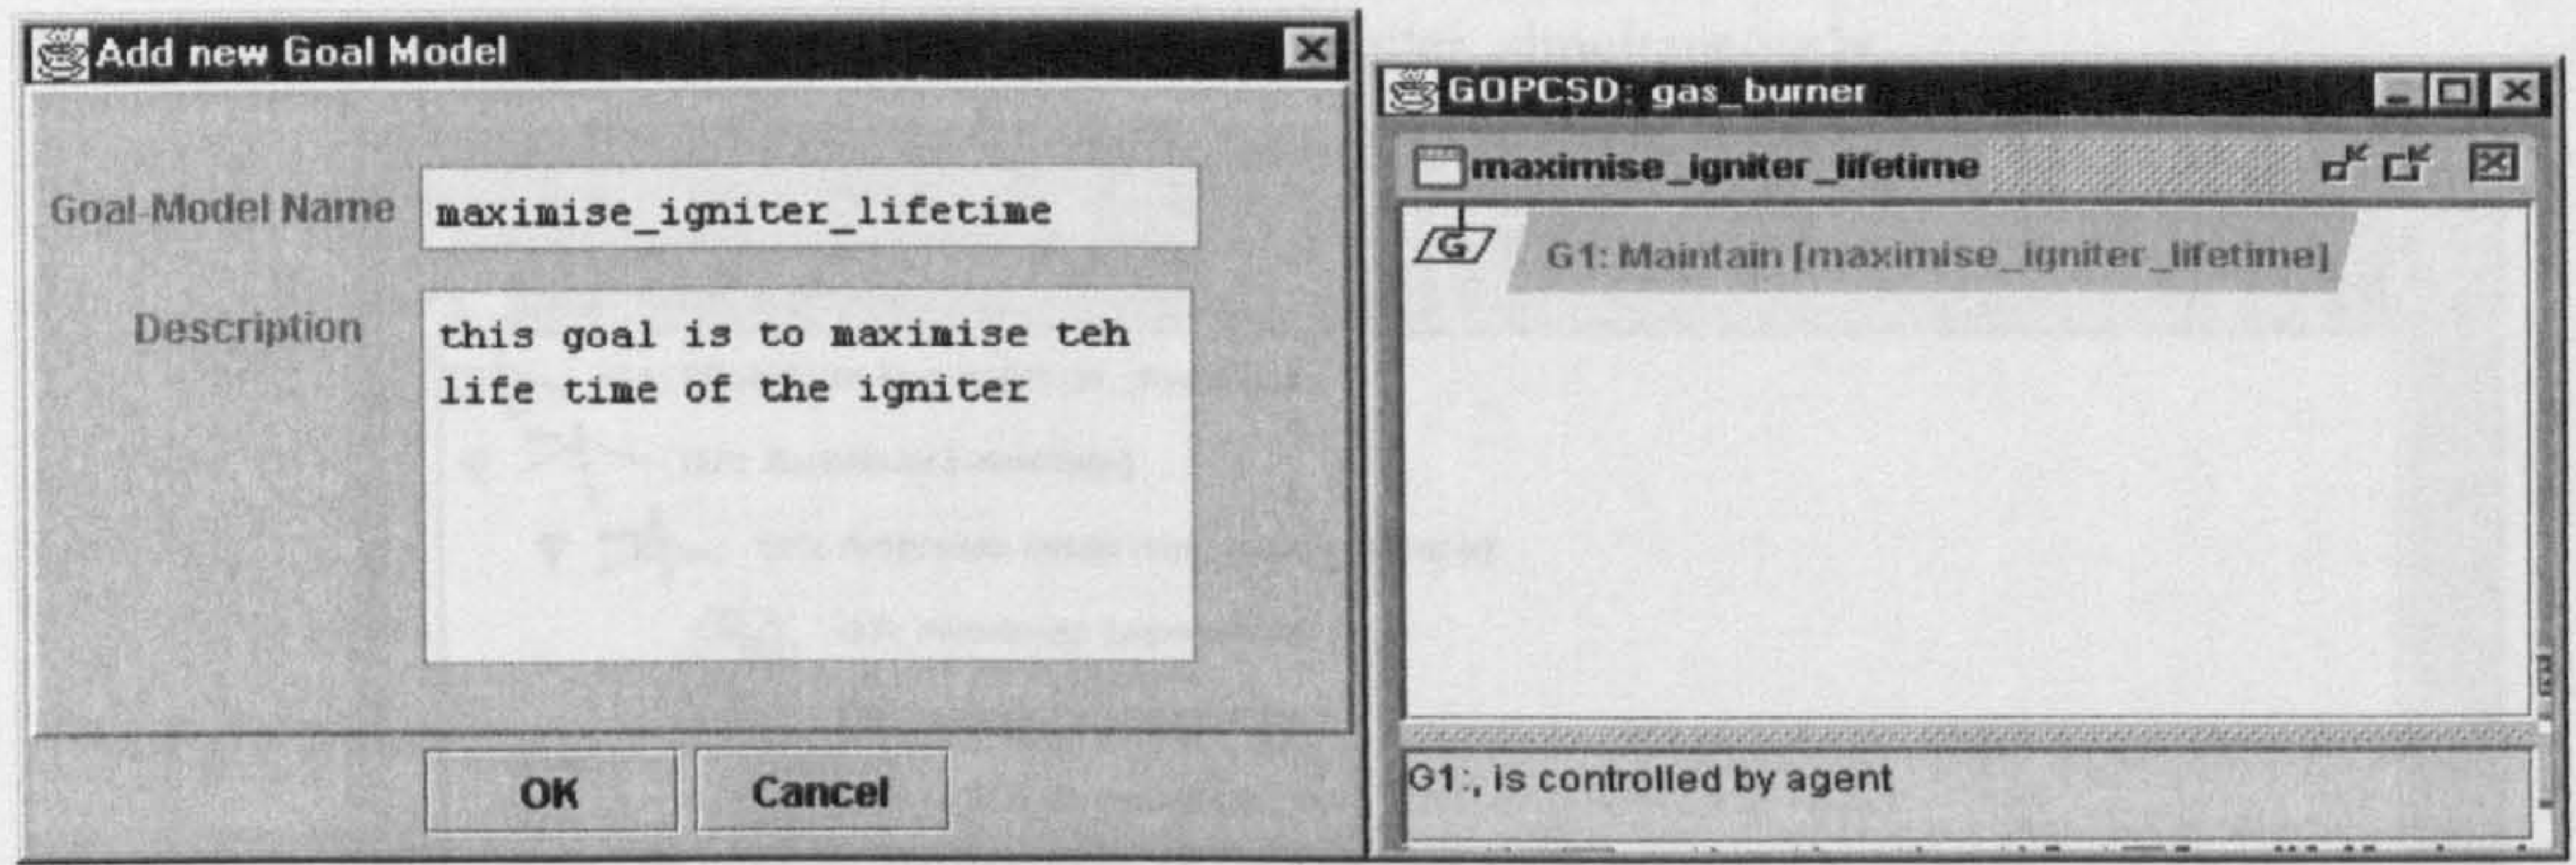 Add new Goal Model
Goal-Model Name
maximise_igniter_lifetime
Description
this goal is to maximise teh
life time of the igniter
OK
Cancel
GOPCSD: gas_burner
maximise_igniter_lifetime
G
G1: Maintain [maximise_igniter_lifetime]
G1:, is controlled by agent